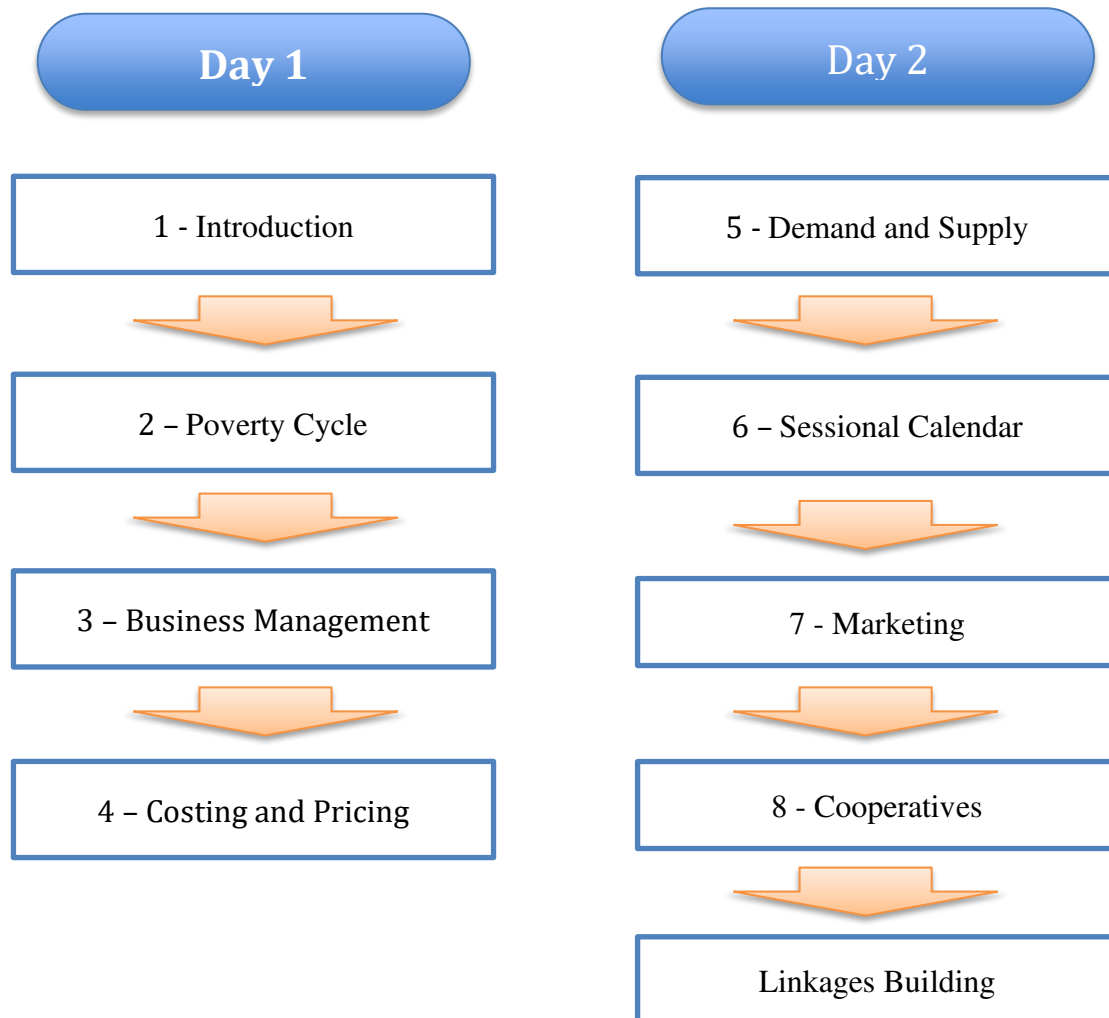 Day 1
1 - Introduction
2 – Poverty Cycle
3 – Business Management
4 – Costing and Pricing
Day 2
5 - Demand and Supply
6 – Sessional Calendar
7 - Marketing
8 - Cooperatives
Linkages Building